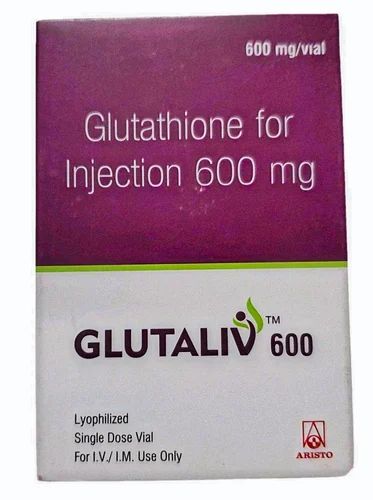 600 mg/vial
Glutathione for
Injection 600 mg
GLUTALIV™ 600
Lyophilized
Single Dose Vial
For I.V./ I.M. Use Only
ARISTO